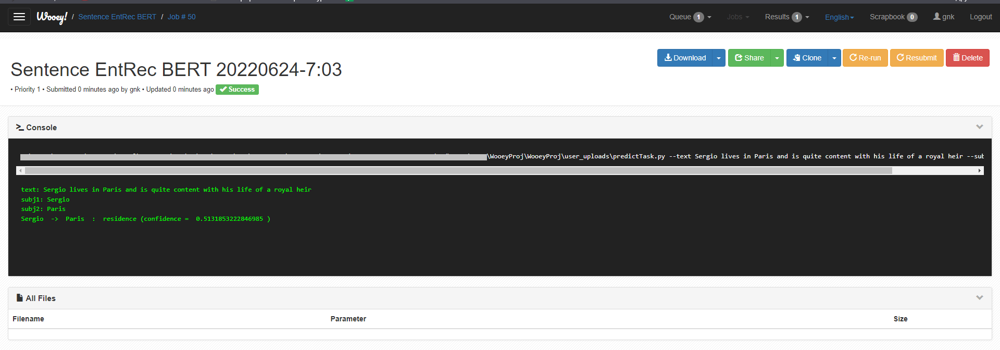 Wooey! / Sentence EntRec BERT / Job # 50 Queue 1 Jobs Results 1 English Scrapbook 0 gnk Logout
Download Share Clone Re-run Resubmit Delete
Sentence EntRec BERT 20220624-7:03
• Priority 1 • Submitted 0 minutes ago by gnk • Updated 0 minutes ago Success
Console
\WooeyProj\WooeyProj\user_uploads\predictTask.py --text Sergio lives in Paris and is quite content with his life of a royal heir --sub
text: Sergio lives in Paris and is quite content with his life of a royal heir
subj1: Sergio
subj2: Paris
Sergio -> Paris : residence (confidence = 0.5131853222846985 )
All Files
Filename Parameter Size